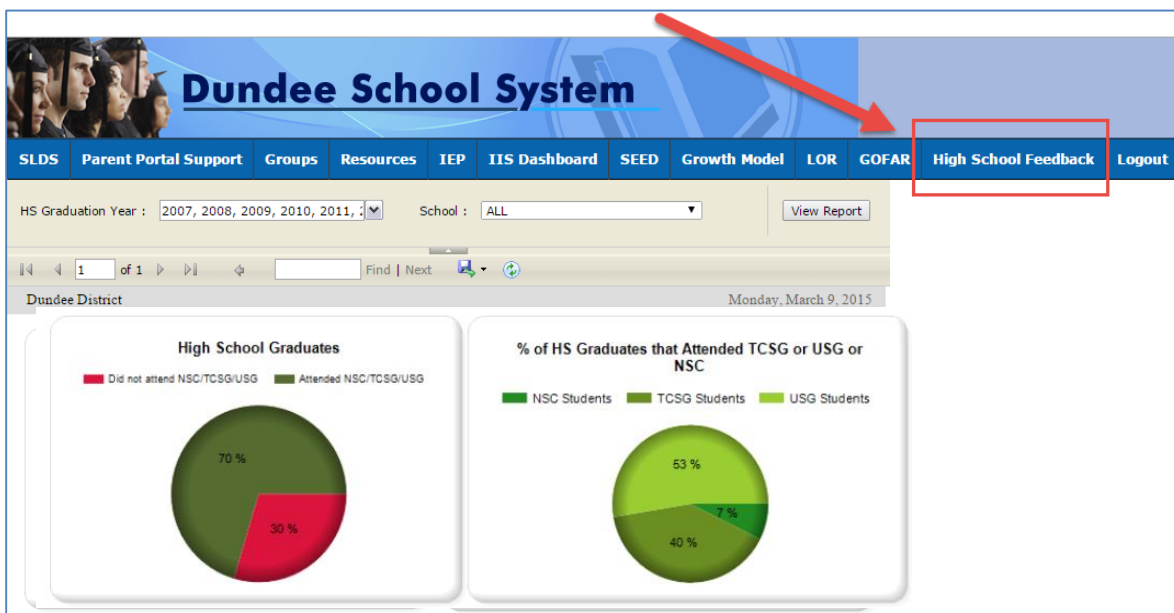 Dundee School System
SLDS Parent Portal Support Groups Resources IEP IIS Dashboard SEED Growth Model LOR GOFAR High School Feedback Logout
HS Graduation Year : 2007, 2008, 2009, 2010, 2011, School : ALL View Report
1 of 1 Find | Next
Dundee District Monday, March 9, 2015
High School Graduates
Did not attend NSC/TCSG/USG Attended NSC/TCSG/USG
70 %
30 %
% of HS Graduates that Attended TCSG or USG or
NSC
NSC Students TCSG Students USG Students
53 %
7 %
40 %